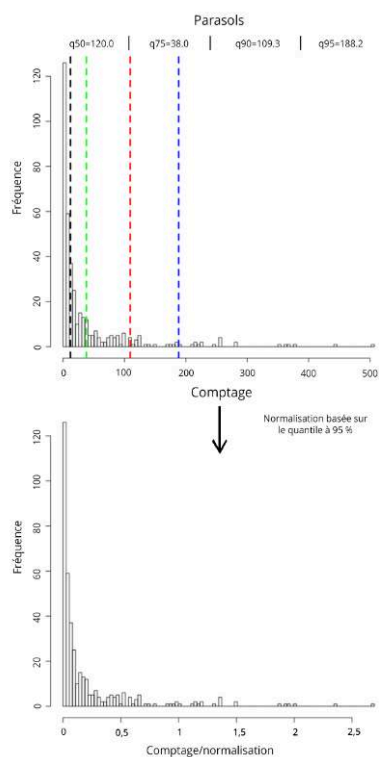 Parasols
q50=120.0 | q75=38.0 | q90=109.3 | q95=188.2
120
100
80
60
40
20
0
Fréquence
0 100 200 300 400 500
Comptage
Normalisation basée sur
le quantile à 95 %
120
100
80
60
40
20
0
Fréquence
0 0,5 1 1,5 2 2,5
Comptage/normalisation